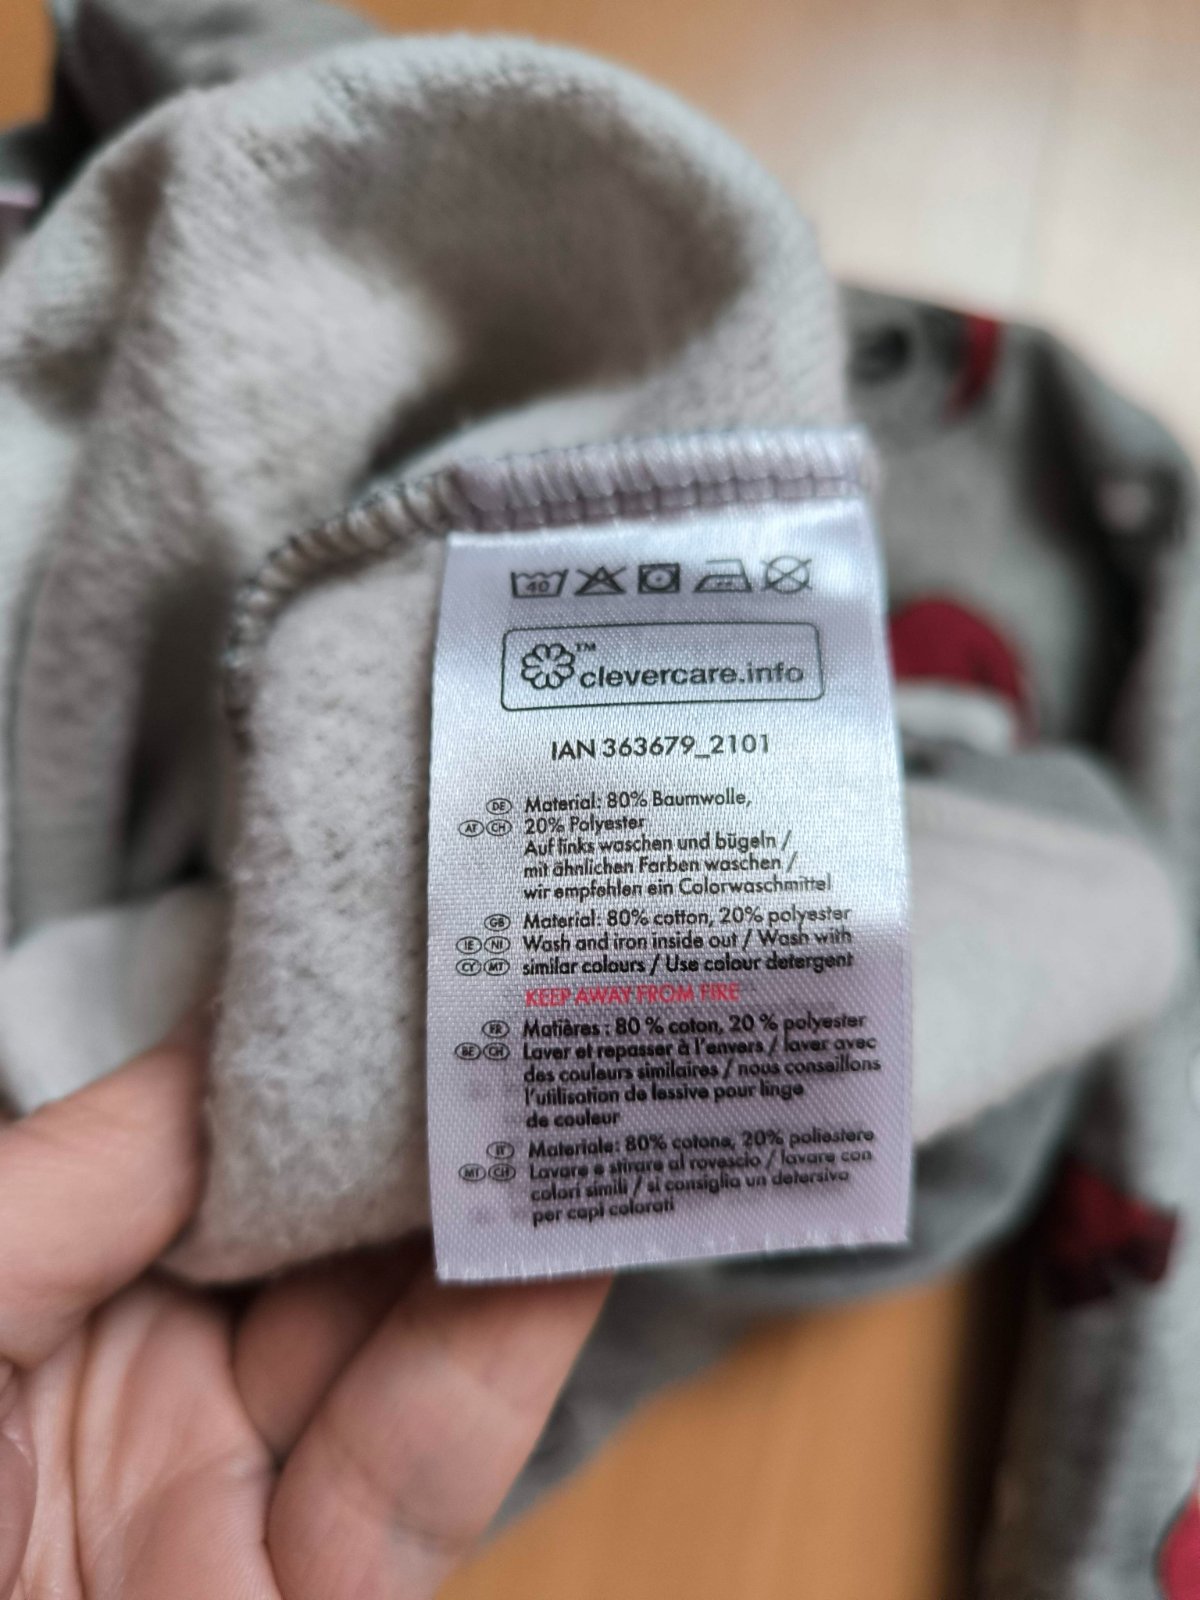 40
clevercare.info™
IAN 363679_2101
DE Material: 80% Baumwolle,
AT CH 20% Polyester
Auf links waschen und bügeln /
mit ähnlichen Farben waschen /
wir empfehlen ein Colorwaschmittel
GB Material: 80% cotton, 20% polyester
IE NI Wash and iron inside out / Wash with
CY MT similar colours / Use colour detergent
KEEP AWAY FROM FIRE
FR Matières : 80 % coton, 20 % polyester
BE CH Laver et repasser à l'envers / laver avec
des couleurs similaires / nous conseillons
l'utilisation de lessive pour linge
de couleur
IT Materiale: 80% cotone, 20% poliestere
MT CH Lavare e stirare al rovescio / lavare con
colori simili / si consiglia un detersivo
per capi colorati